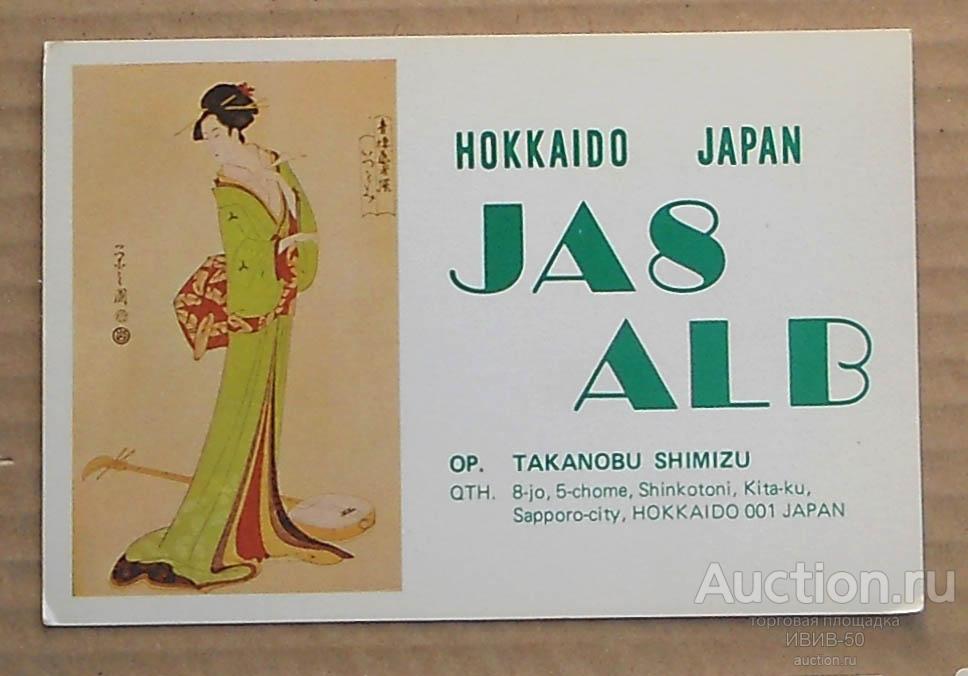 HOKKAIDO JAPAN
JA8
ALB
OP. TAKANOBU SHIMIZU
QTH. 8-jo, 5-chome, Shinkotoni, Kita-ku,
Sapporo-city, HOKKAIDO 001 JAPAN
Auction.ru
торговая площадка
ИВИВ-50
auction.ru